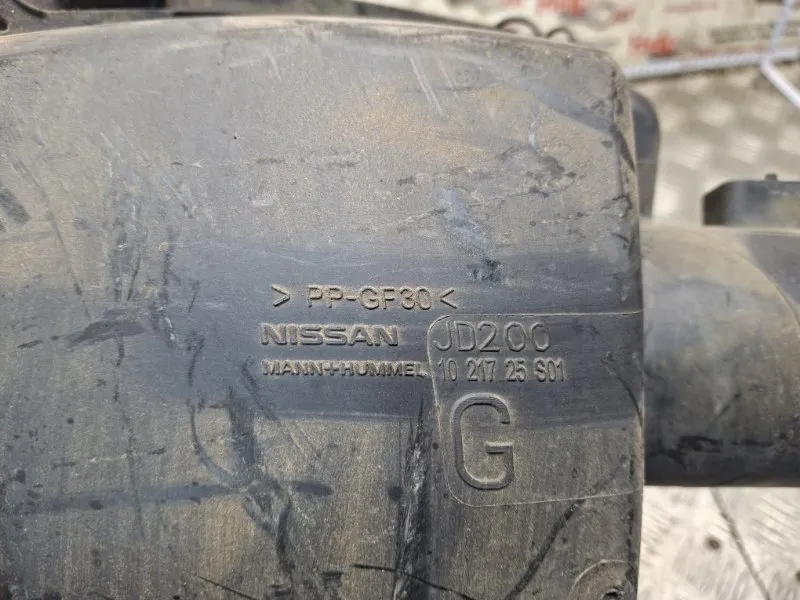 > PP-GF30 <
NISSAN JD200
MANN+HUMMEL 10 217 25 S01
G